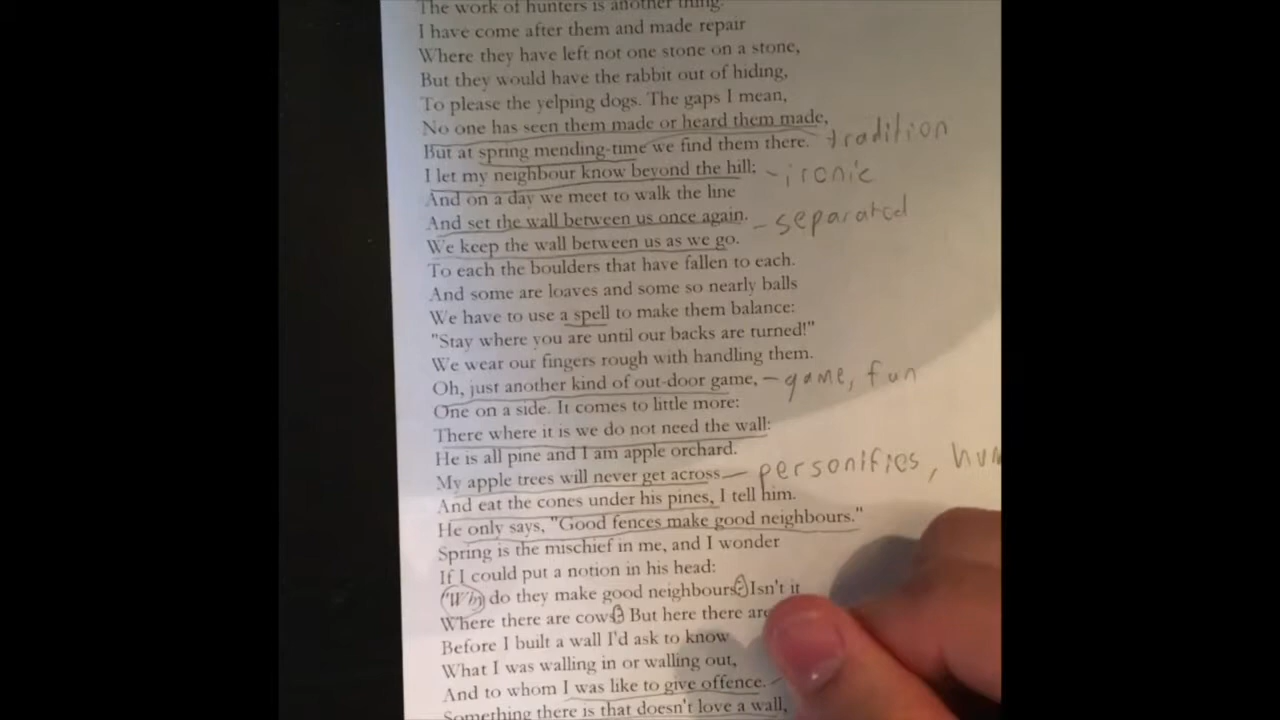 The work of hunters is another thing:
I have come after them and made repair
Where they have left not one stone on a stone,
But they would have the rabbit out of hiding,
To please the yelping dogs. The gaps I mean,
No one has seen them made or heard them made,
But at spring mending-time we find them there. tradition
I let my neighbour know beyond the hill; - ironic
And on a day we meet to walk the line
And set the wall between us once again. - separated
We keep the wall between us as we go.
To each the boulders that have fallen to each.
And some are loaves and some so nearly balls
We have to use a spell to make them balance:
"Stay where you are until our backs are turned!"
We wear our fingers rough with handling them.
Oh, just another kind of out-door game, - game, fun
One on a side. It comes to little more:
There where it is we do not need the wall:
He is all pine and I am apple orchard.
My apple trees will never get across - personifies,
And eat the cones under his pines, I tell him.
He only says, "Good fences make good neighbours."
Spring is the mischief in me, and I wonder
If I could put a notion in his head:
"Why do they make good neighbours? Isn't it
Where there are cows? But here there are
Before I built a wall I'd ask to know
What I was walling in or walling out,
And to whom I was like to give offence.
Something there is that doesn't love a wall,